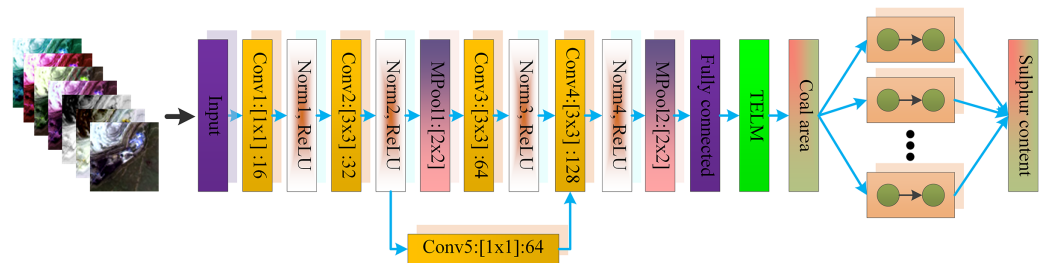 Input
Conv1:[1x1] :16
Norm1, ReLU
Conv2:[3x3] :32
Norm2, ReLU
MPool1:[2x2]
Conv3:[3x3] :64
Norm3, ReLU
Conv4:[3x3] :128
Norm4, ReLU
MPool2:[2x2]
Fully connected
TELM
Coal area
Sulphur content
Conv5:[1x1]:64